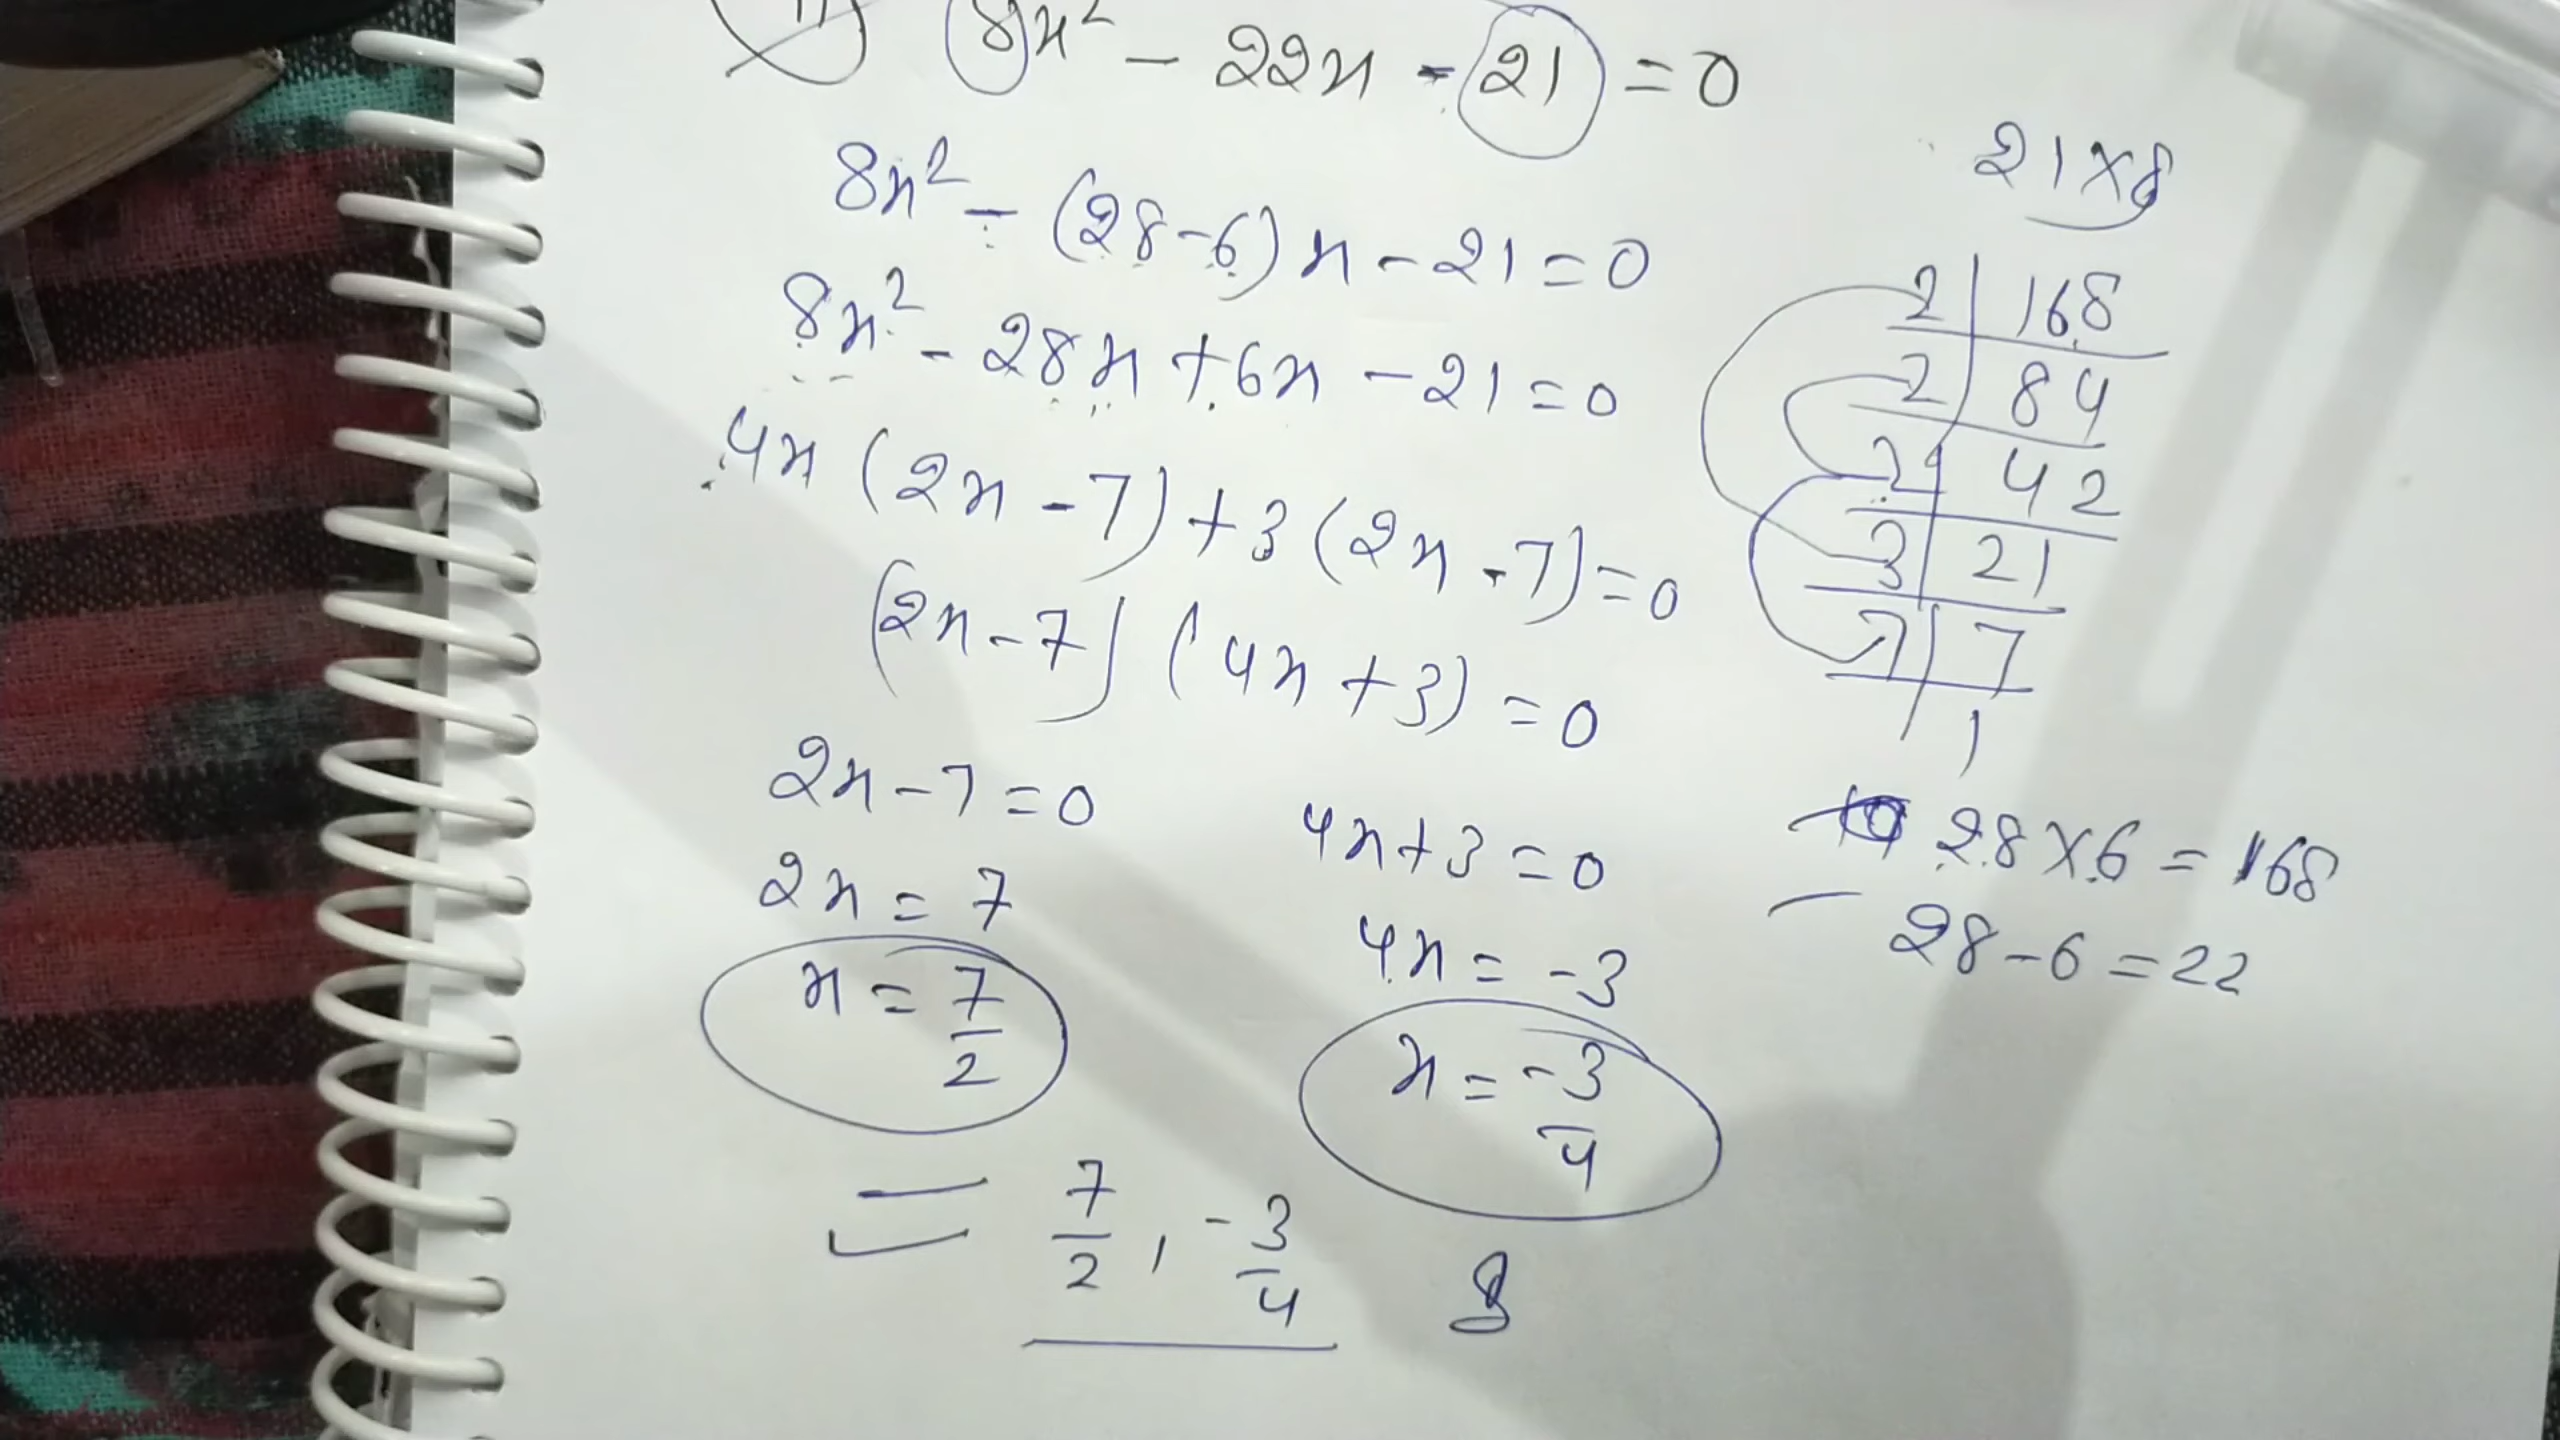 8x² - 22x - 21 = 0
8x² - (28-6)x - 21 = 0
8x² - 28x + 6x - 21 = 0
4x (2x - 7) + 3 (2x - 7) = 0
(2x - 7) (4x + 3) = 0
2x - 7 = 0
2x = 7
x = 7/2
4x + 3 = 0
4x = -3
x = -3/4
= 7/2 , -3/4
21×8
2 | 168
2 | 84
2 | 42
3 | 21
7 | 7
1
28×6 = 168
28-6 = 22